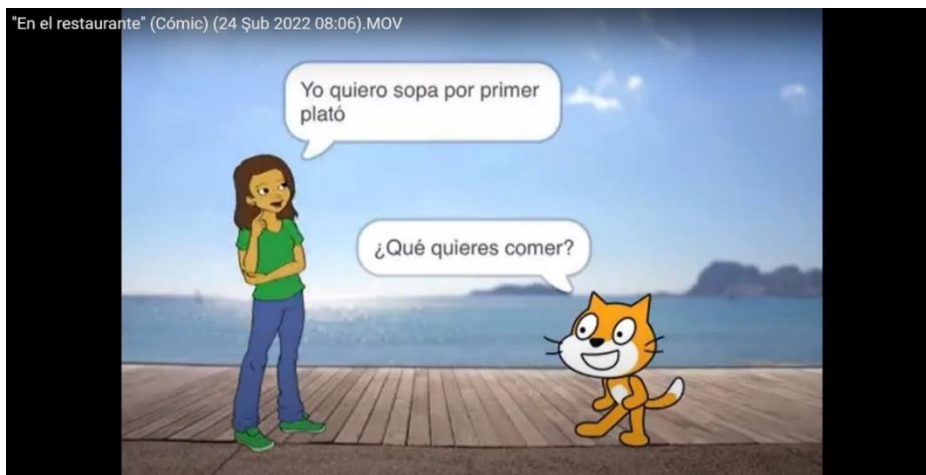 "En el restaurante" (Cómic) (24 Şub 2022 08:06).MOV
Yo quiero sopa por primer
plató
¿Qué quieres comer?